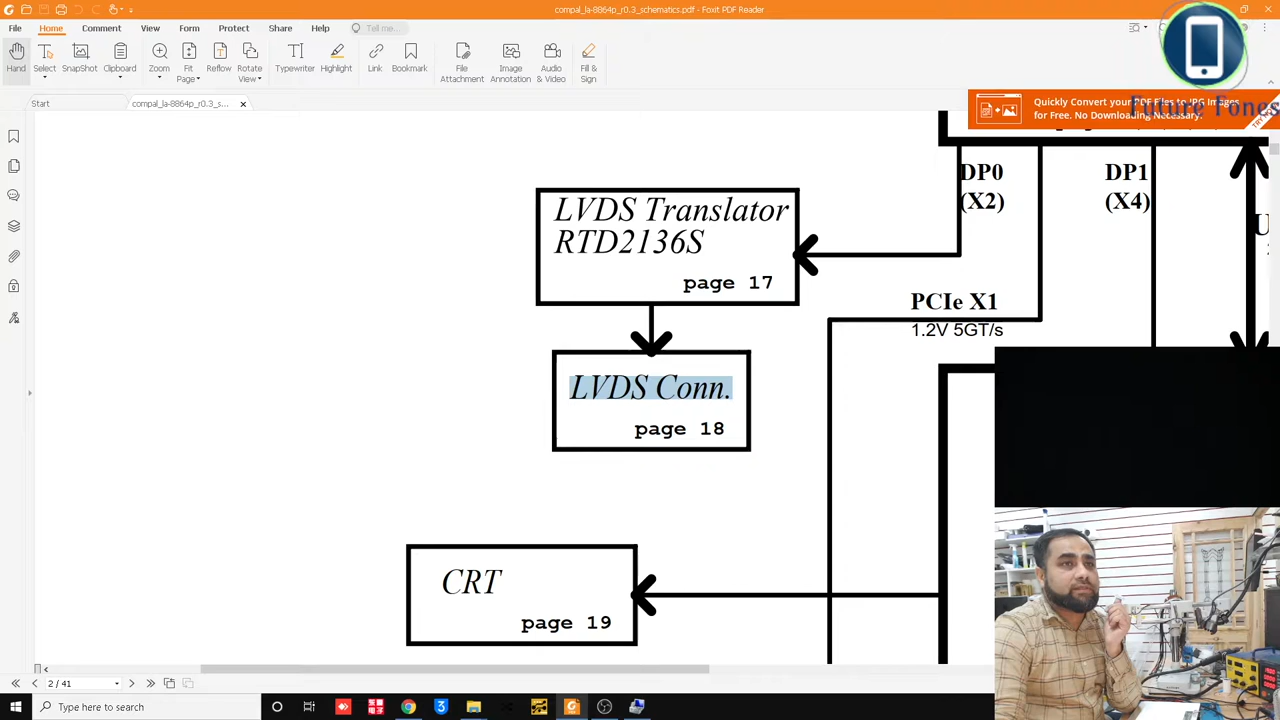 compal_la-8864p_r0.3_schematics.pdf - Foxit PDF Reader
File Home Comment View Form Protect Share Help Tell me...
Hand
Select
SnapShot
Clipboard
Zoom
Fit Page
Reflow
Rotate View
Typewriter
Highlight
Link
Bookmark
File Attachment
Image Annotation
Audio & Video
Fill & Sign
Start
compal_la-8864p_r0.3_s...
Quickly Convert your PDF Files to JPG Images
for Free. No Downloading Necessary.
Future Fones
DP0
(X2)
DP1
(X4)
LVDS Translator
RTD2136S
page 17
PCIe X1
1.2V 5GT/s
LVDS Conn.
page 18
CRT
page 19
2 / 41
Type here to search